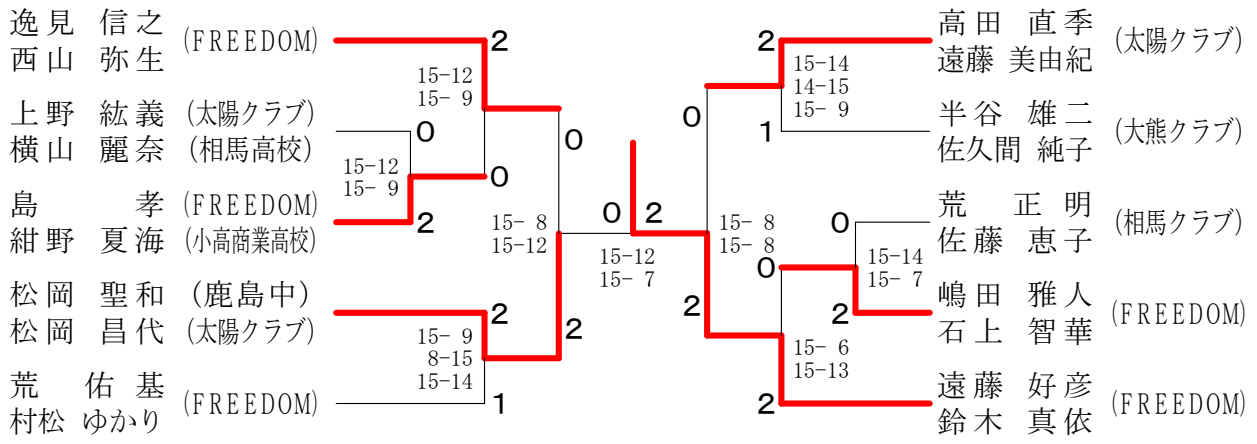 逸見 信之 (FREEDOM)
西山 弥生
上野 紘義 (太陽クラブ)
横山 麗奈 (相馬高校)
島 孝 (FREEDOM)
紺野 夏海 (小高商業高校)
松岡 聖和 (鹿島中)
松岡 昌代 (太陽クラブ)
荒 佑基 (FREEDOM)
村松 ゆかり
2
15-12
15- 9
0
0
15-12
15- 9
0
2
15- 8
15-12
2
15- 9
8-15
15-14
2
1
0
2
15-12
15- 7
2
15-14
14-15
15- 9
0
1
15- 8
15- 8
0
0
15-14
15- 7
2
2
15- 6
15-13
2
高田 直季 (太陽クラブ)
遠藤 美由紀
半谷 雄二 (大熊クラブ)
佐久間 純子
荒 正明 (相馬クラブ)
佐藤 恵子
嶋田 雅人 (FREEDOM)
石上 智華
遠藤 好彦 (FREEDOM)
鈴木 真依